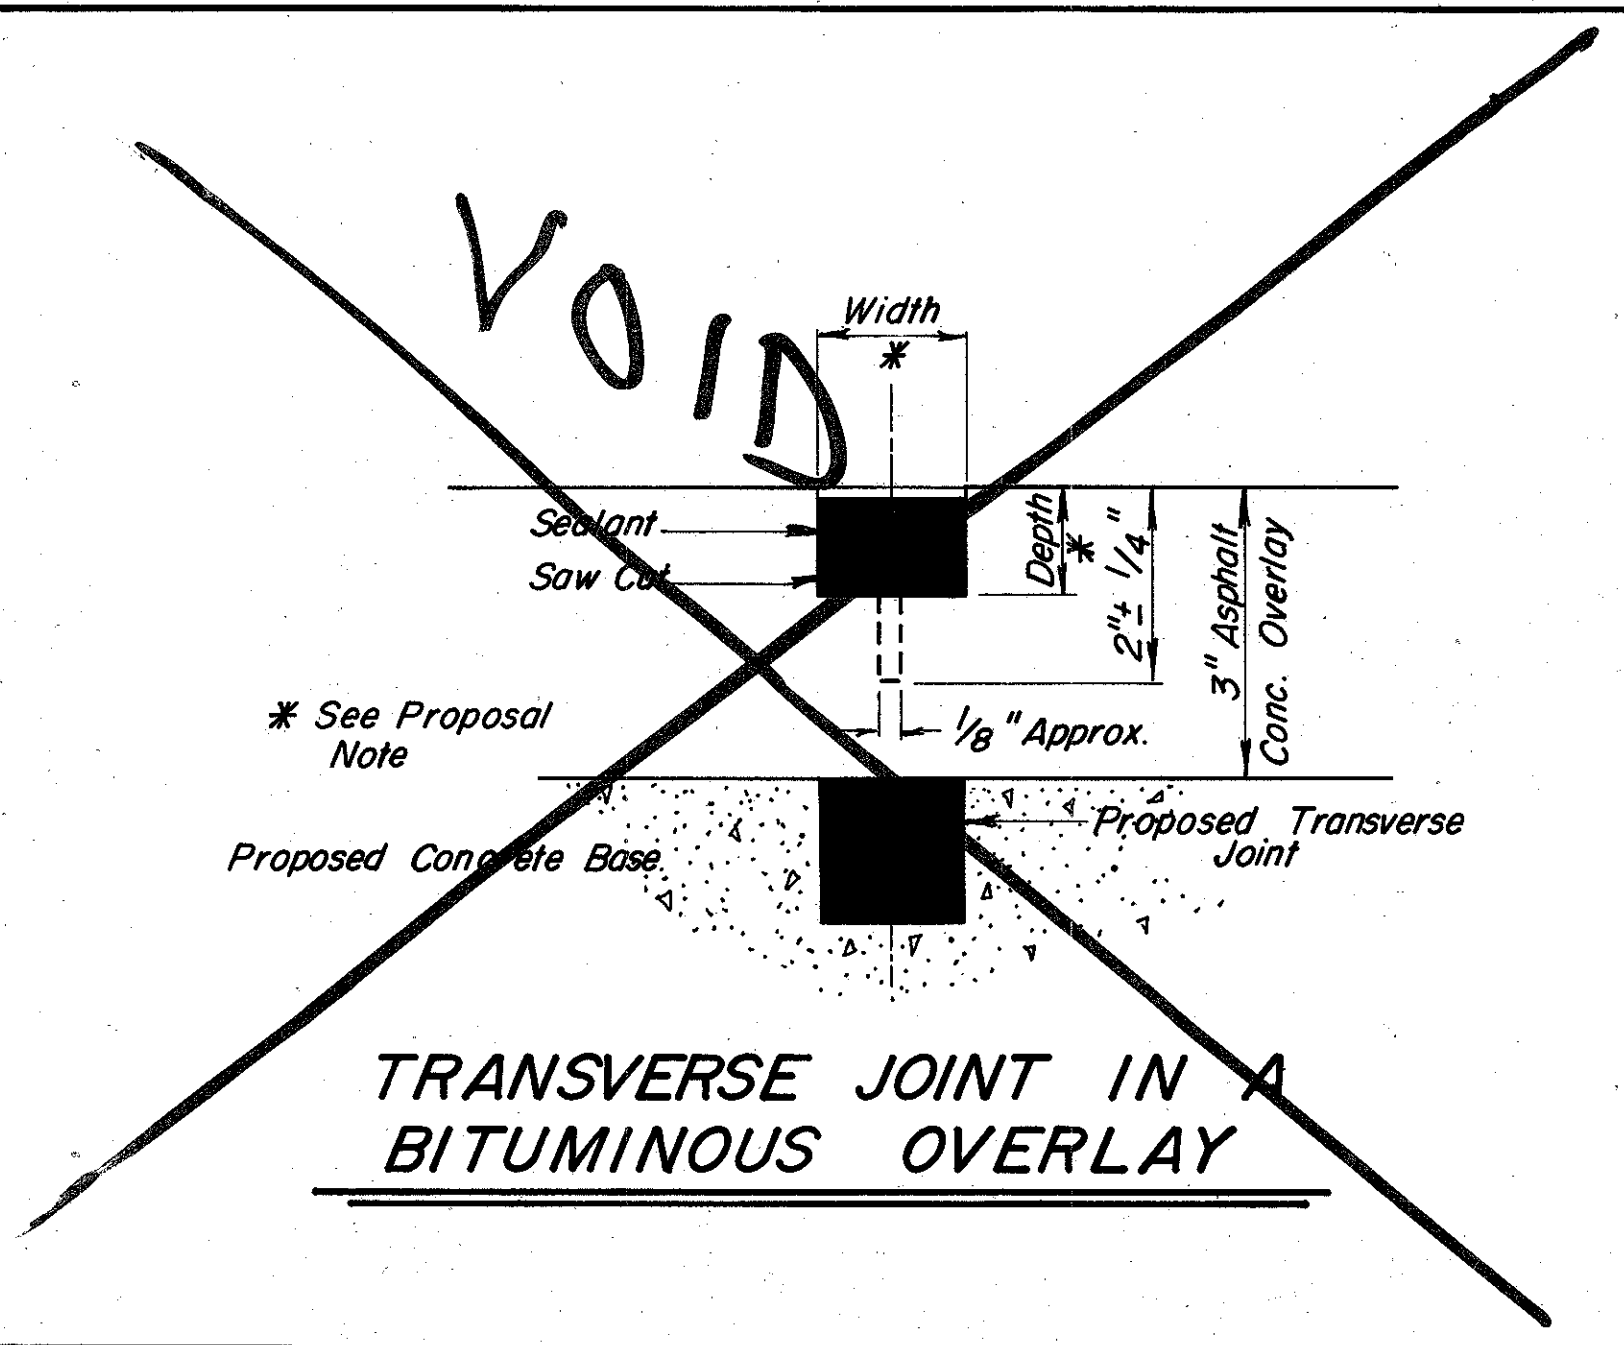 VOID
Width
*
Sealant
Saw Cut
Depth
*
2"± 1/4"
3" Asphalt
Conc. Overlay
* See Proposal
Note
1/8" Approx.
Proposed Transverse
Joint
Proposed Concrete Base
TRANSVERSE JOINT IN A
BITUMINOUS OVERLAY